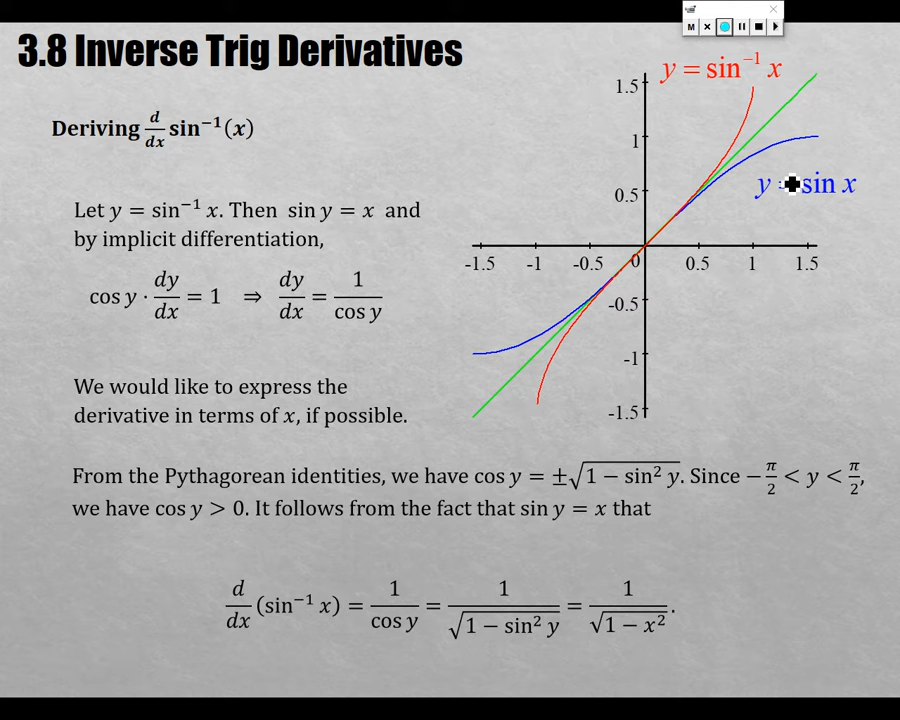 M
3.8 Inverse Trig Derivatives
y = sin⁻¹ x
Deriving d/dx sin⁻¹(x)
1.5
1
0.5
y = sin x
Let y = sin⁻¹ x. Then sin y = x and
by implicit differentiation,
-1.5 -1 -0.5 0 0.5 1 1.5
cos y · dy/dx = 1 ⇒ dy/dx = 1/cos y
-0.5
-1
-1.5
We would like to express the
derivative in terms of x, if possible.
From the Pythagorean identities, we have cos y = ±√(1 − sin² y). Since −π/2 < y < π/2,
we have cos y > 0. It follows from the fact that sin y = x that
d/dx (sin⁻¹ x) = 1/cos y = 1/√(1 − sin² y) = 1/√(1 − x²).